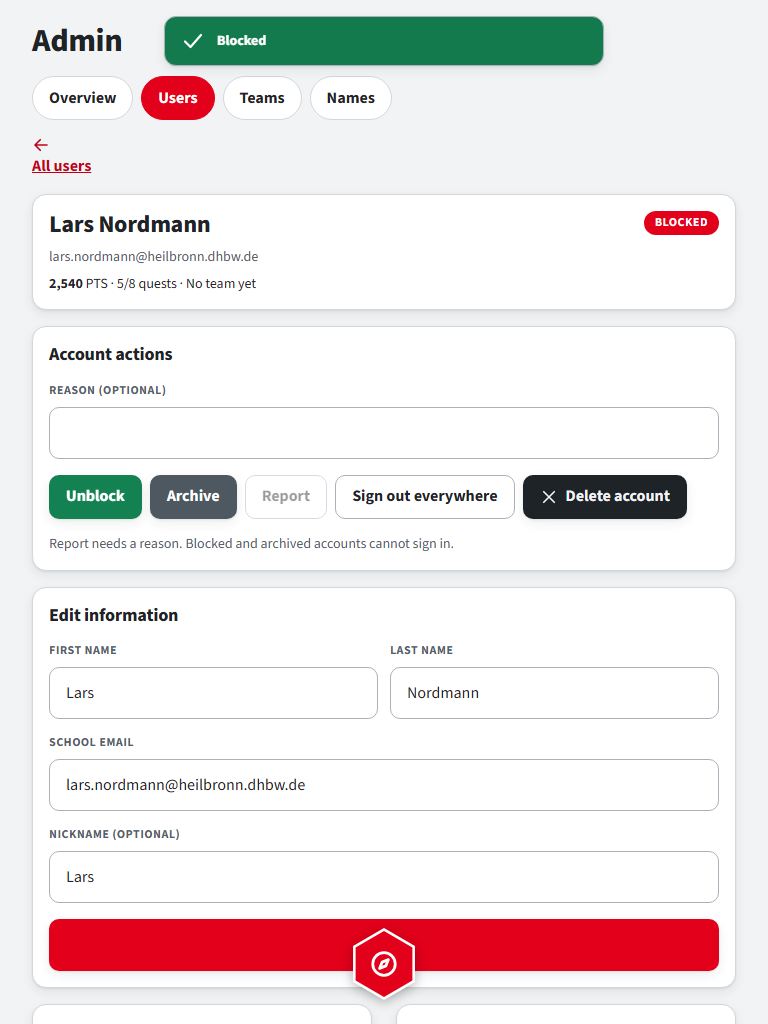 Admin
Blocked
Overview
Users
Teams
Names
←
All users
Lars Nordmann
BLOCKED
lars.nordmann@heilbronn.dhbw.de
2,540 PTS · 5/8 quests · No team yet
Account actions
REASON (OPTIONAL)
Unblock
Archive
Report
Sign out everywhere
Delete account
Report needs a reason. Blocked and archived accounts cannot sign in.
Edit information
FIRST NAME
LAST NAME
Lars
Nordmann
SCHOOL EMAIL
lars.nordmann@heilbronn.dhbw.de
NICKNAME (OPTIONAL)
Lars